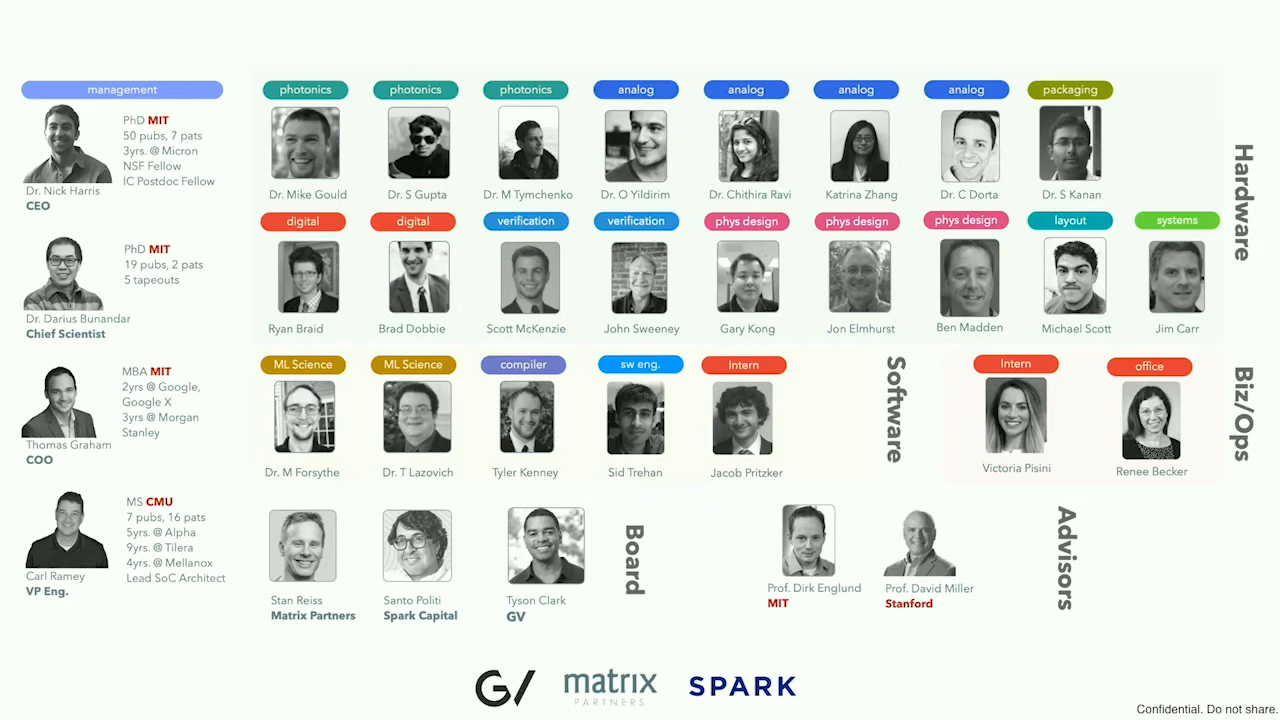 management
photonics
photonics
photonics
analog
analog
analog
analog
packaging
PhD MIT
50 pubs, 7 pats
3yrs. @ Micron
NSF Fellow
IC Postdoc Fellow
Dr. Nick Harris
CEO
Dr. Mike Gould
Dr. S Gupta
Dr. M Tymchenko
Dr. O Yildirim
Dr. Chithira Ravi
Katrina Zhang
Dr. C Dorta
Dr. S Kanan
Hardware
digital
digital
verification
verification
phys design
phys design
phys design
layout
systems
PhD MIT
19 pubs, 2 pats
5 tapeouts
Dr. Darius Bunandar
Chief Scientist
Ryan Braid
Brad Dobbie
Scott McKenzie
John Sweeney
Gary Kong
Jon Elmhurst
Ben Madden
Michael Scott
Jim Carr
ML Science
ML Science
compiler
sw eng.
Intern
Software
Intern
office
Biz/Ops
MBA MIT
2yrs @ Google,
Google X
3yrs @ Morgan
Stanley
Thomas Graham
COO
Dr. M Forsythe
Dr. T Lazovich
Tyler Kenney
Sid Trehan
Jacob Pritzker
Victoria Pisini
Renee Becker
MS CMU
7 pubs, 16 pats
5yrs. @ Alpha
9yrs. @ Tilera
4yrs. @ Mellanox
Lead SoC Architect
Carl Ramey
VP Eng.
Stan Reiss
Matrix Partners
Santo Politi
Spark Capital
Tyson Clark
GV
Board
Prof. Dirk Englund
MIT
Prof. David Miller
Stanford
Advisors
GV
matrix
PARTNERS
SPARK
Confidential. Do not share.